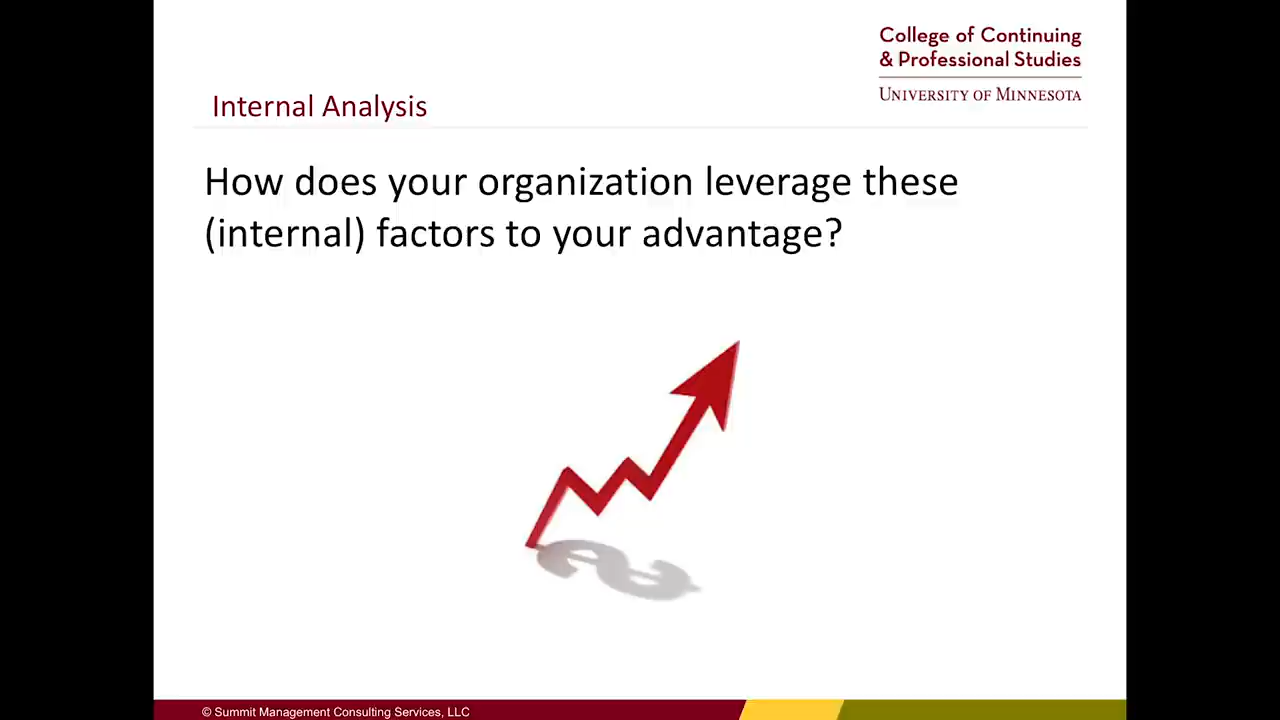 College of Continuing
& Professional Studies
UNIVERSITY OF MINNESOTA
Internal Analysis
How does your organization leverage these
(internal) factors to your advantage?
© Summit Management Consulting Services, LLC